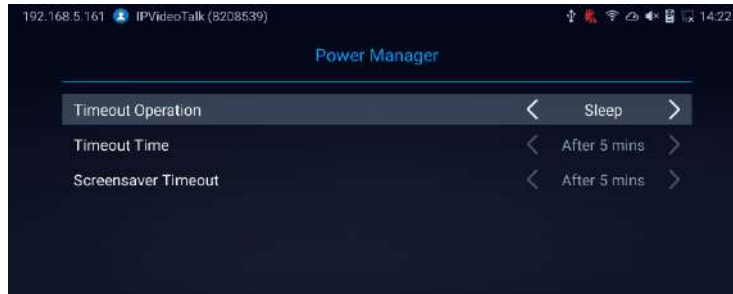 192.168.5.161 IPVideoTalk (8208539) 14:22
Power Manager
Timeout Operation Sleep
Timeout Time After 5 mins
Screensaver Timeout After 5 mins